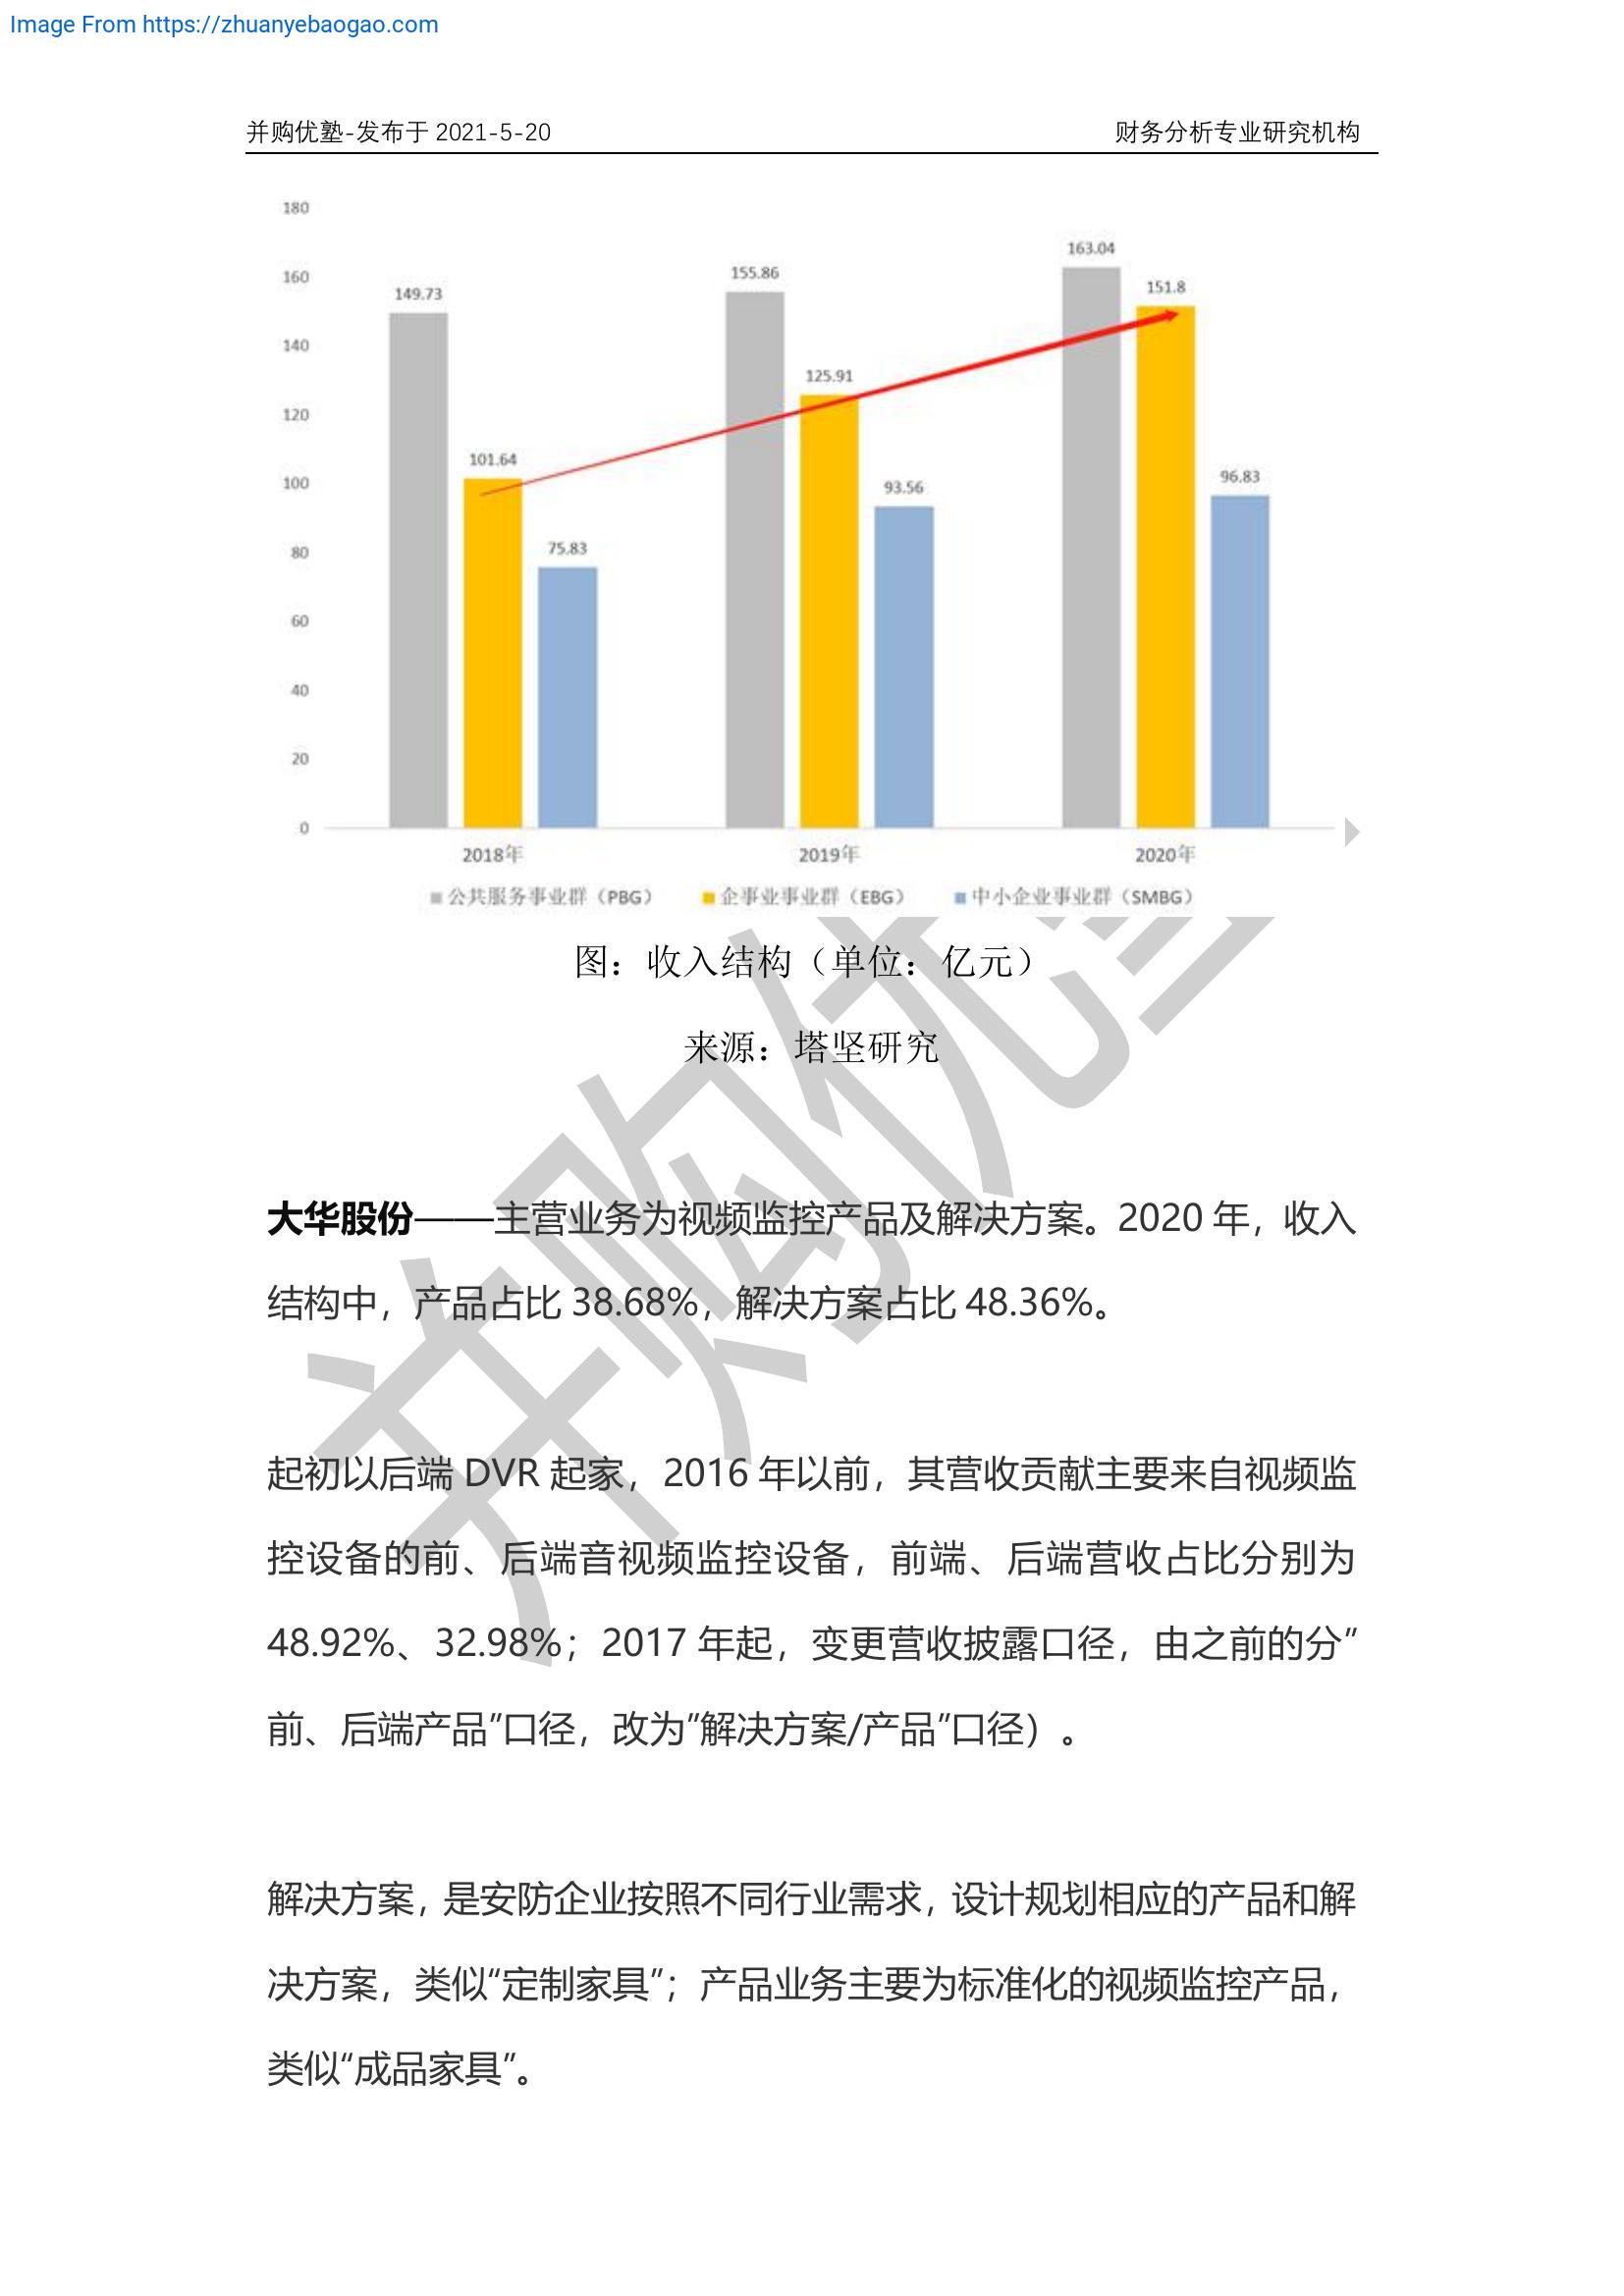 Image From https://zhuanyebaogao.com
并购优塾-发布于 2021-5-20 财务分析专业研究机构
180
160
140
120
100
80
60
40
20
0
149.73
101.64
75.83
155.86
125.91
93.56
163.04
151.8
96.83
2018年 2019年 2020年
公共服务事业群（PBG） 企事业事业群（EBG） 中小企业事业群（SMBG）
图：收入结构（单位：亿元）
来源：塔坚研究
大华股份——主营业务为视频监控产品及解决方案。2020 年，收入
结构中，产品占比 38.68%，解决方案占比 48.36%。
起初以后端 DVR 起家，2016 年以前，其营收贡献主要来自视频监
控设备的前、后端音视频监控设备，前端、后端营收占比分别为
48.92%、32.98%；2017 年起，变更营收披露口径，由之前的分”
前、后端产品”口径，改为”解决方案/产品”口径）。
解决方案，是安防企业按照不同行业需求，设计规划相应的产品和解
决方案，类似“定制家具”；产品业务主要为标准化的视频监控产品，
类似“成品家具”。
并购优